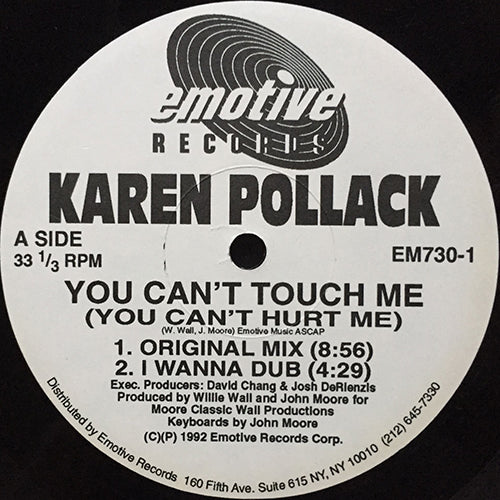 emotive
RECORDS
KAREN POLLACK
A SIDE
33 1/3 RPM
EM730-1
YOU CAN'T TOUCH ME
(YOU CAN'T HURT ME)
(W. Wall, J. Moore) Emotive Music ASCAP
1. ORIGINAL MIX (8:56)
2. I WANNA DUB (4:29)
Exec. Producers: David Chang & Josh DeRienzis
Produced by Willie Wall and John Moore for
Moore Classic Wall Productions
Keyboards by John Moore
(C)(P) 1992 Emotive Records Corp.
Distributed by Emotive Records 160 Fifth Ave. Suite 615 NY, NY 10010 (212) 645-7330